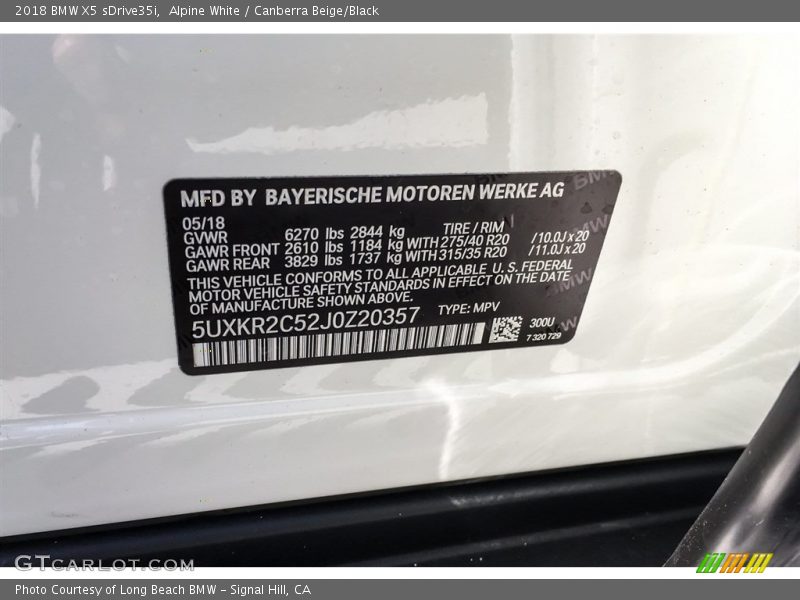 2018 BMW X5 sDrive35i, Alpine White / Canberra Beige/Black
MFD BY BAYERISCHE MOTOREN WERKE AG
05/18 TIRE / RIM
GVWR 6270 lbs 2844 kg
GAWR FRONT 2610 lbs 1184 kg WITH 275/40 R20 / 10.0J x 20
GAWR REAR 3829 lbs 1737 kg WITH 315/35 R20 / 11.0J x 20
THIS VEHICLE CONFORMS TO ALL APPLICABLE U.S. FEDERAL
MOTOR VEHICLE SAFETY STANDARDS IN EFFECT ON THE DATE
OF MANUFACTURE SHOWN ABOVE.
5UXKR2C52J0Z20357 TYPE: MPV
300U
7 320 729
GTCARLOT.COM
Photo Courtesy of Long Beach BMW - Signal Hill, CA